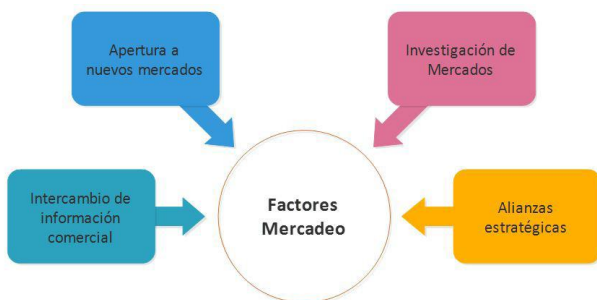 Apertura a
nuevos mercados
Investigación de
Mercados
Intercambio de
información
comercial
Factores
Mercadeo
Alianzas
estratégicas